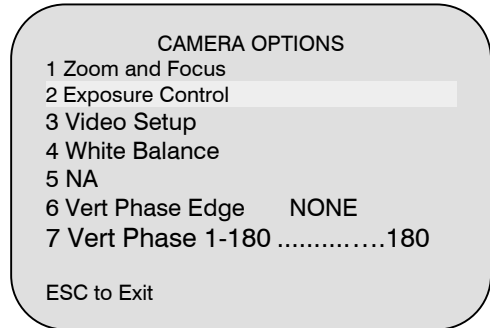 CAMERA OPTIONS
1 Zoom and Focus
2 Exposure Control
3 Video Setup
4 White Balance
5 NA
6 Vert Phase Edge NONE
7 Vert Phase 1-180 ..............180
ESC to Exit